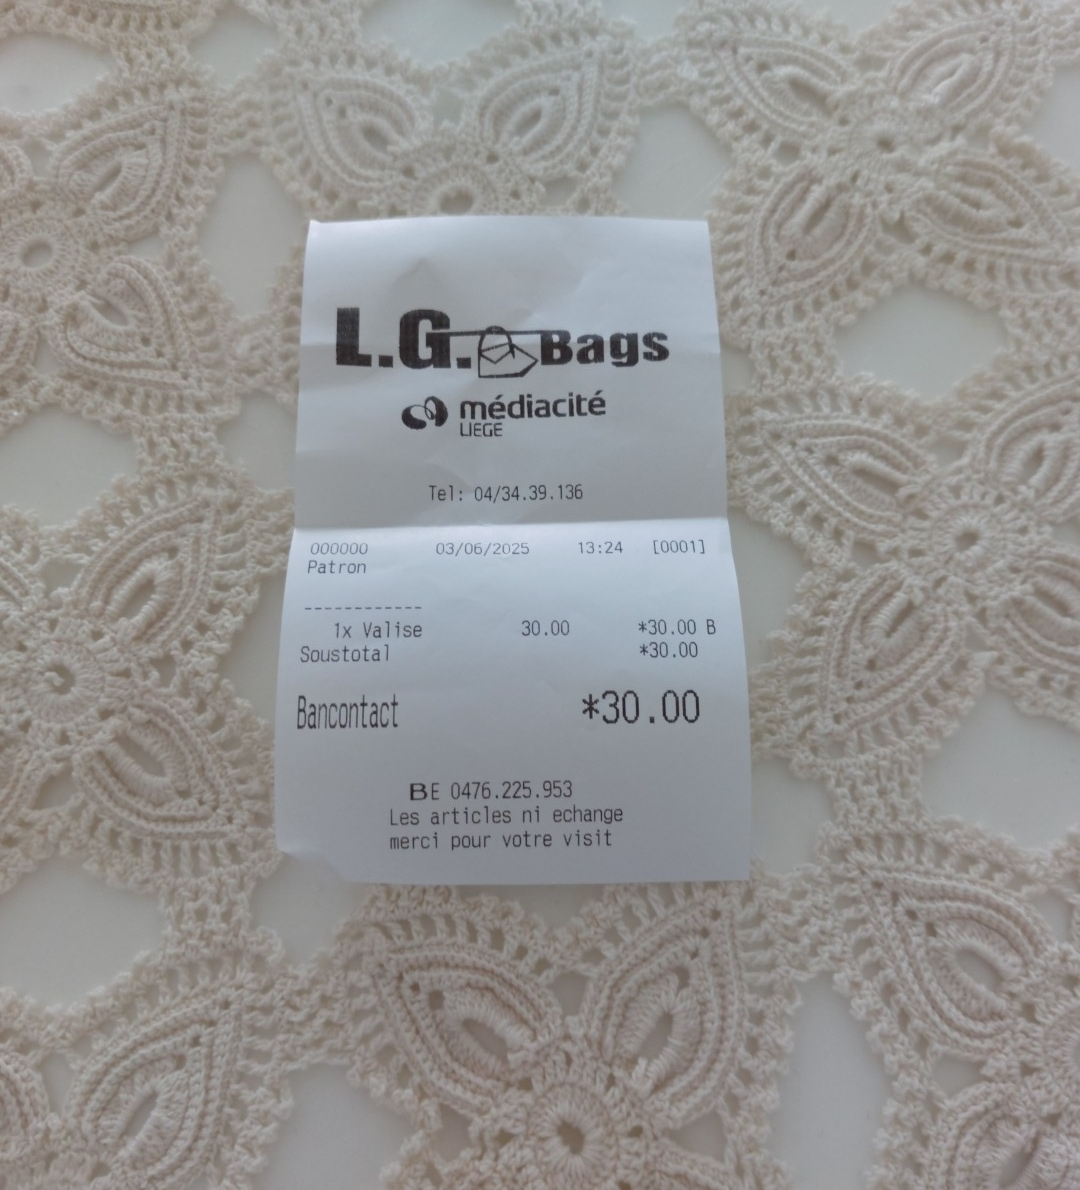 L.G. Bags
médiacité
LIEGE
Tel: 04/34.39.136
000000 03/06/2025 13:24 [0001]
Patron
------------
1x Valise 30.00 *30.00 B
Soustotal *30.00
Bancontact *30.00
BE 0476.225.953
Les articles ni echange
merci pour votre visit